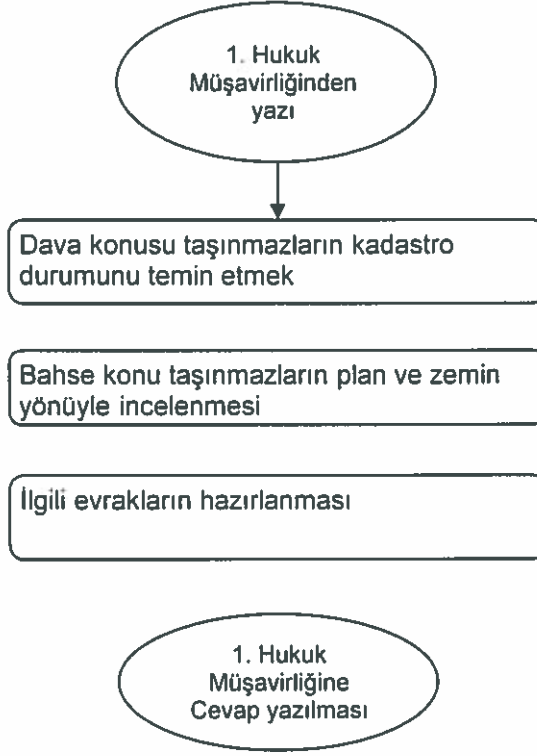 1. Hukuk
Müşavirliğinden
yazı
Dava konusu taşınmazların kadastro
durumunu temin etmek
Bahse konu taşınmazların plan ve zemin
yönüyle incelenmesi
İlgili evrakların hazırlanması
1. Hukuk
Müşavirliğine
Cevap yazılması